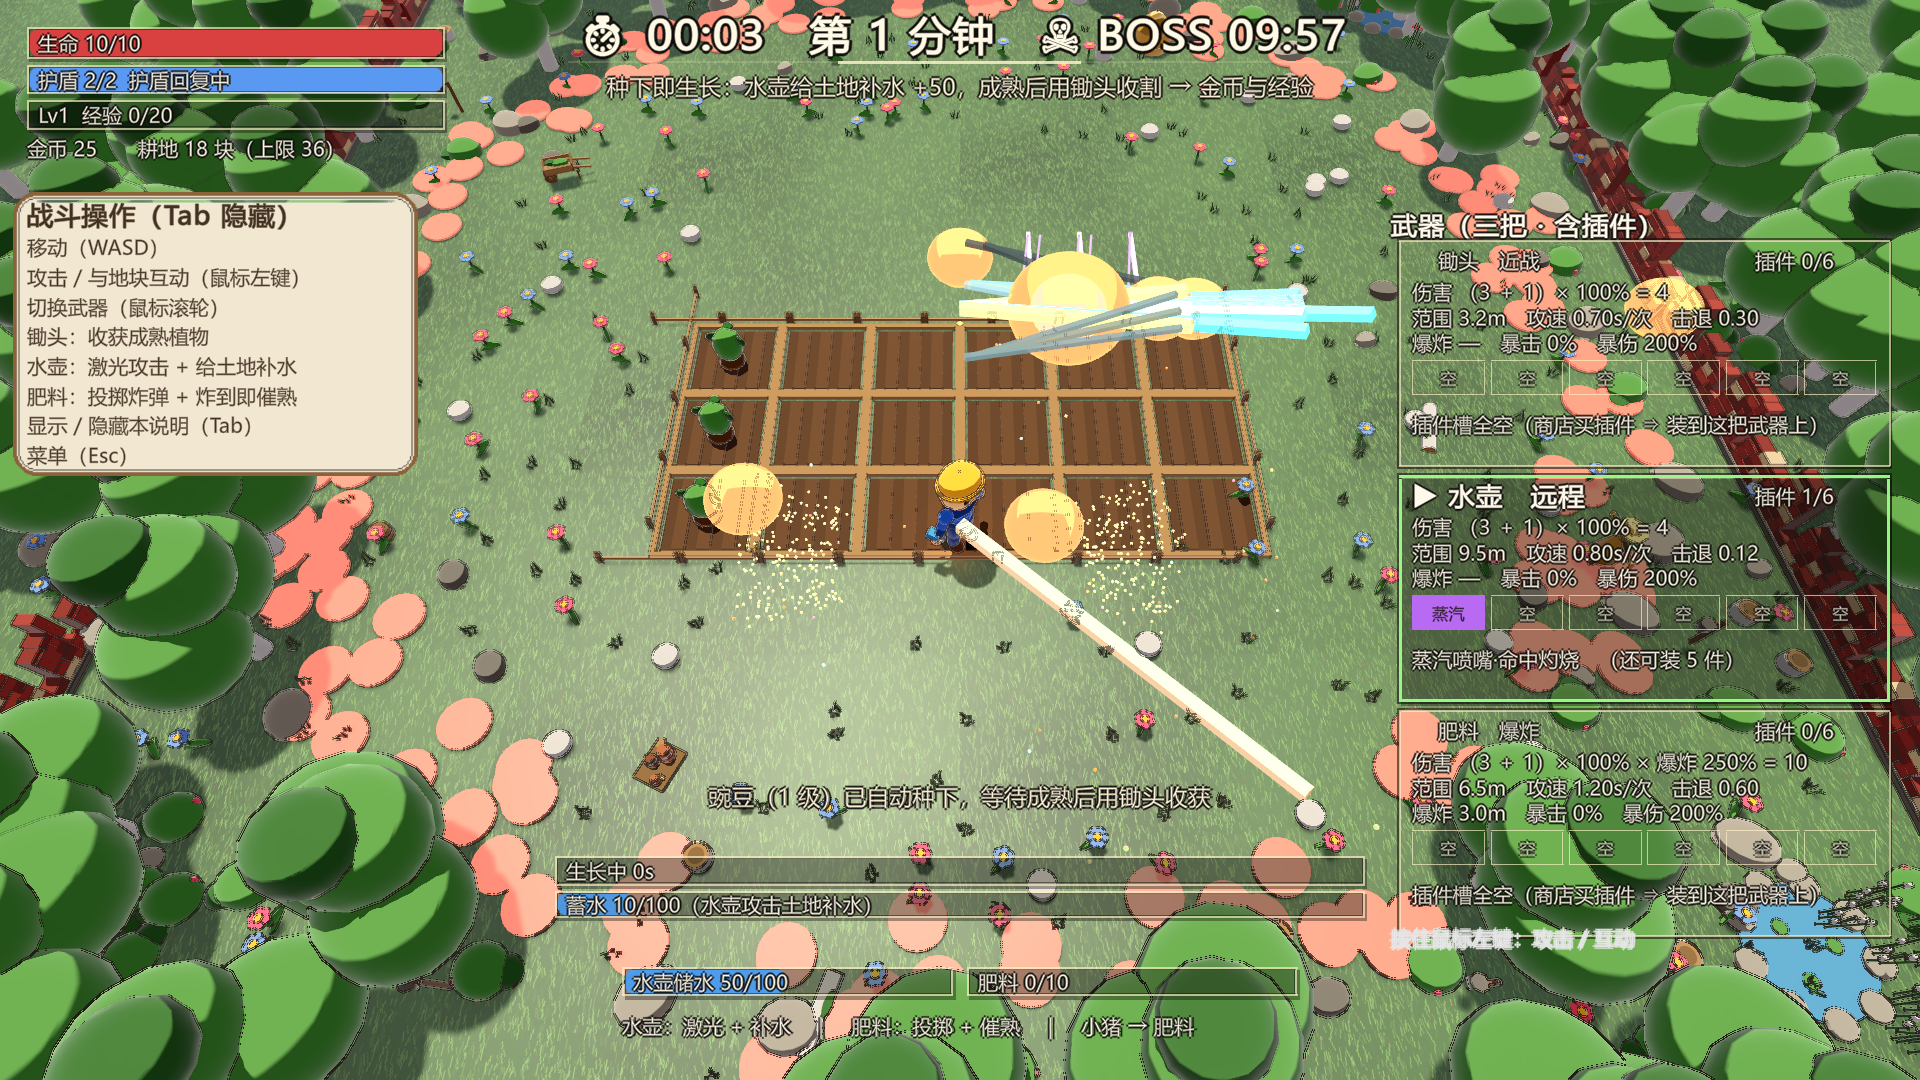 生命 10/10
护盾 2/2 护盾回复中
Lv1 经验 0/20
金币 25 耕地 18 块（上限 36）
00:03 第 1 分钟 BOSS 09:57
种下即生长：水壶给土地补水 +50，成熟后用锄头收割 → 金币与经验
战斗操作（Tab 隐藏）
移动（WASD）
攻击 / 与地块互动（鼠标左键）
切换武器（鼠标滚轮）
锄头：收获成熟植物
水壶：激光攻击 + 给土地补水
肥料：投掷炸弹 + 炸到即催熟
显示 / 隐藏本说明（Tab）
菜单（Esc）
武器（三把 · 含插件）
锄头 近战 插件 0/6
伤害 （3 + 1）× 100% = 4
范围 3.2m 攻速 0.70s/次 击退 0.30
爆炸 — 暴击 0% 暴伤 200%
空 空 空 空 空 空
插件槽全空（商店买插件 ⇒ 装到这把武器上）
▶ 水壶 远程 插件 1/6
伤害 （3 + 1）× 100% = 4
范围 9.5m 攻速 0.80s/次 击退 0.12
爆炸 — 暴击 0% 暴伤 200%
蒸汽 空 空 空 空 空
蒸汽喷嘴·命中灼烧 （还可装 5 件）
肥料 爆炸 插件 0/6
伤害 （3 + 1）× 100% × 爆炸 250% = 10
范围 6.5m 攻速 1.20s/次 击退 0.60
爆炸 3.0m 暴击 0% 暴伤 200%
空 空 空 空 空 空
插件槽全空（商店买插件 ⇒ 装到这把武器上）
按住鼠标左键：攻击 / 互动
豌豆（1 级）已自动种下，等待成熟后用锄头收获
生长中 0s
蓄水 10/100（水壶攻击土地补水）
水壶储水 50/100 肥料 0/10
水壶：激光 + 补水 | 肥料：投掷 + 催熟 | 小猪 → 肥料